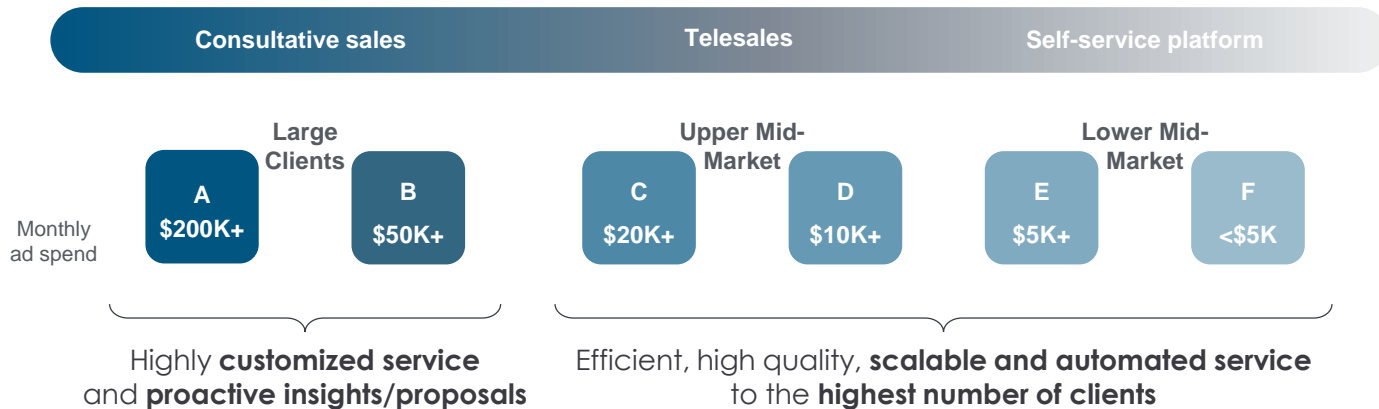 Consultative sales
Telesales
Self-service platform
Large
Clients
Upper Mid-
Market
Lower Mid-
Market
Monthly
ad spend
A
$200K+
B
$50K+
C
$20K+
D
$10K+
E
$5K+
F
<$5K
Highly customized service
and proactive insights/proposals
Efficient, high quality, scalable and automated service
to the highest number of clients